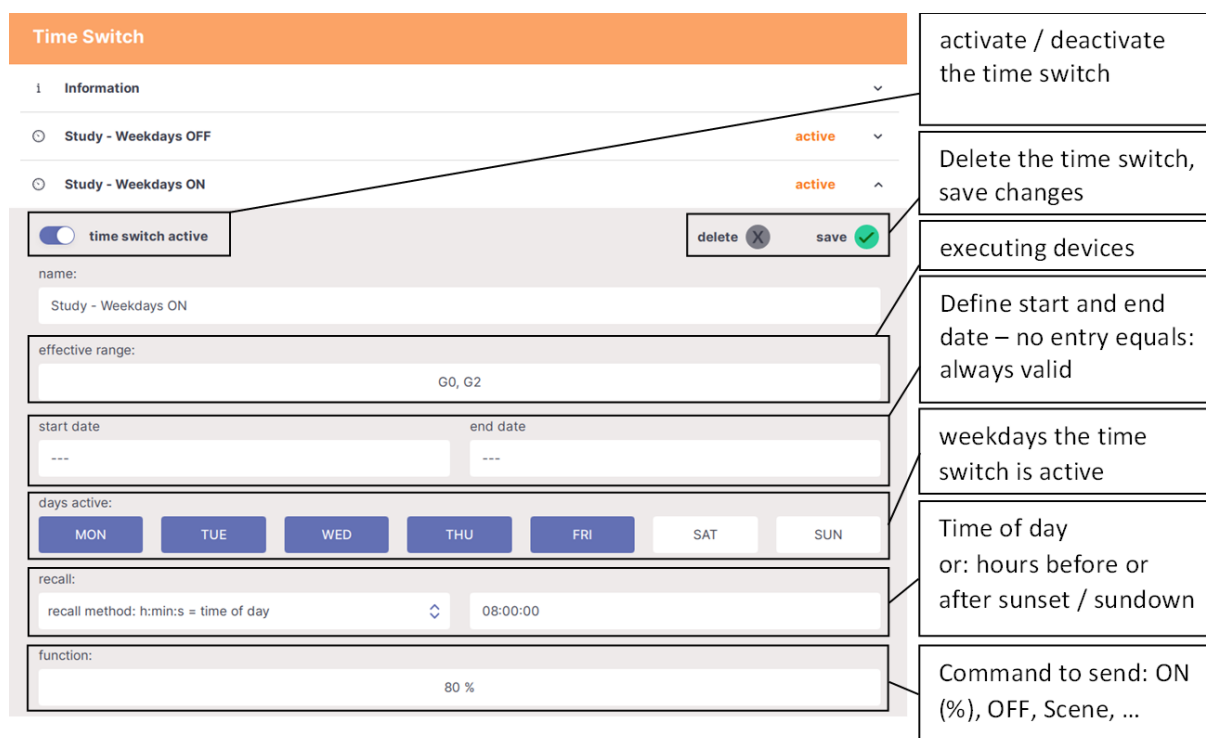 Time Switch
i Information
Study - Weekdays OFF active
Study - Weekdays ON active
time switch active delete X save
name:
Study - Weekdays ON
effective range:
G0, G2
start date end date
--- ---
days active:
MON TUE WED THU FRI SAT SUN
recall:
recall method: h:min:s = time of day 08:00:00
function:
80 %
activate / deactivate
the time switch
Delete the time switch,
save changes
executing devices
Define start and end
date – no entry equals:
always valid
weekdays the time
switch is active
Time of day
or: hours before or
after sunset / sundown
Command to send: ON
(%), OFF, Scene, ...